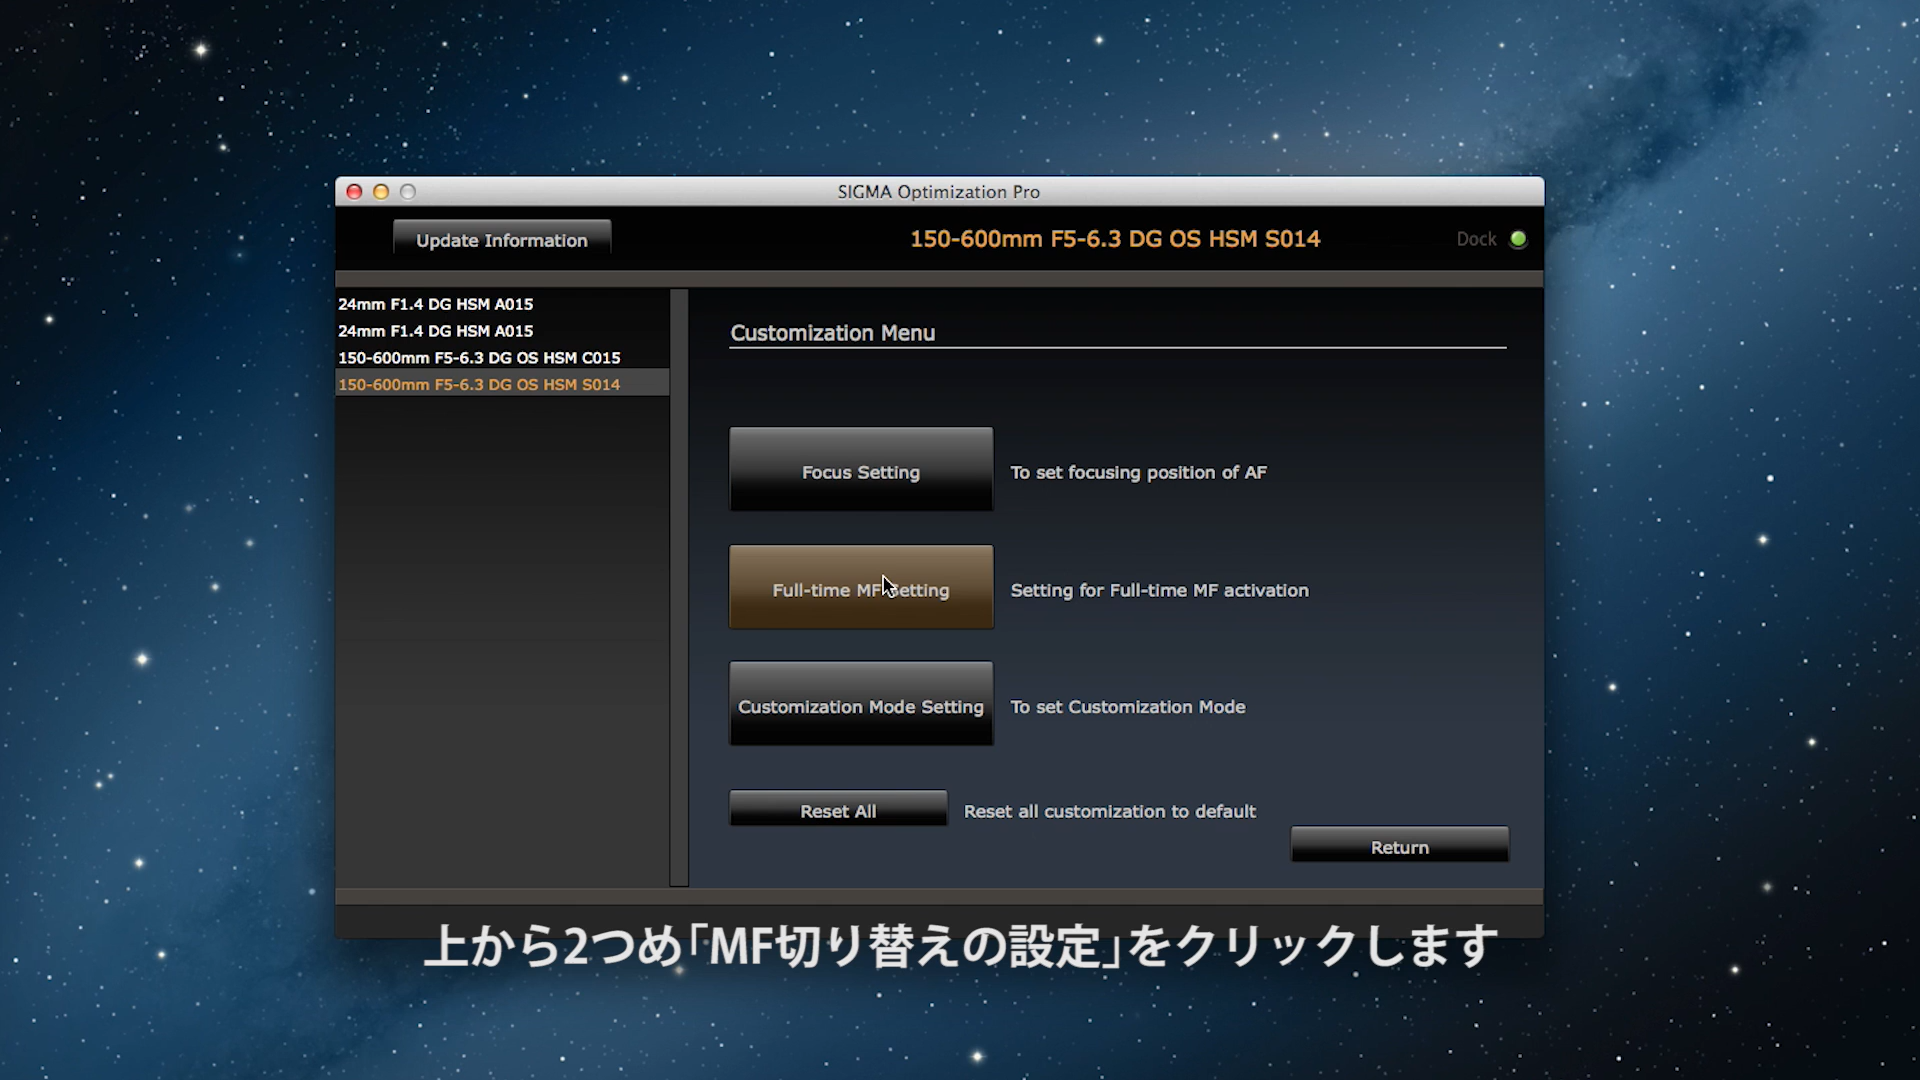 SIGMA Optimization Pro
Update Information
150-600mm F5-6.3 DG OS HSM S014
Dock
24mm F1.4 DG HSM A015
24mm F1.4 DG HSM A015
150-600mm F5-6.3 DG OS HSM C015
150-600mm F5-6.3 DG OS HSM S014
Customization Menu
Focus Setting
To set focusing position of AF
Full-time MF Setting
Setting for Full-time MF activation
Customization Mode Setting
To set Customization Mode
Reset All
Reset all customization to default
Return
上から2つめ「MF切り替えの設定」をクリックします